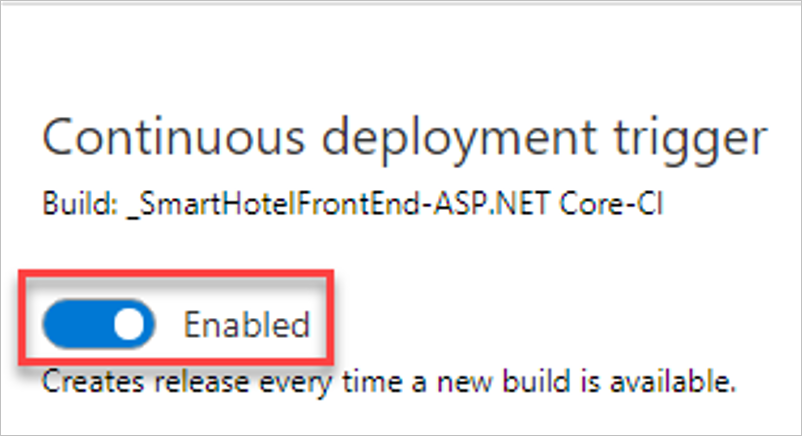 Continuous deployment trigger
Build: _SmartHotelFrontEnd-ASP.NET Core-CI
Enabled
Creates release every time a new build is available.